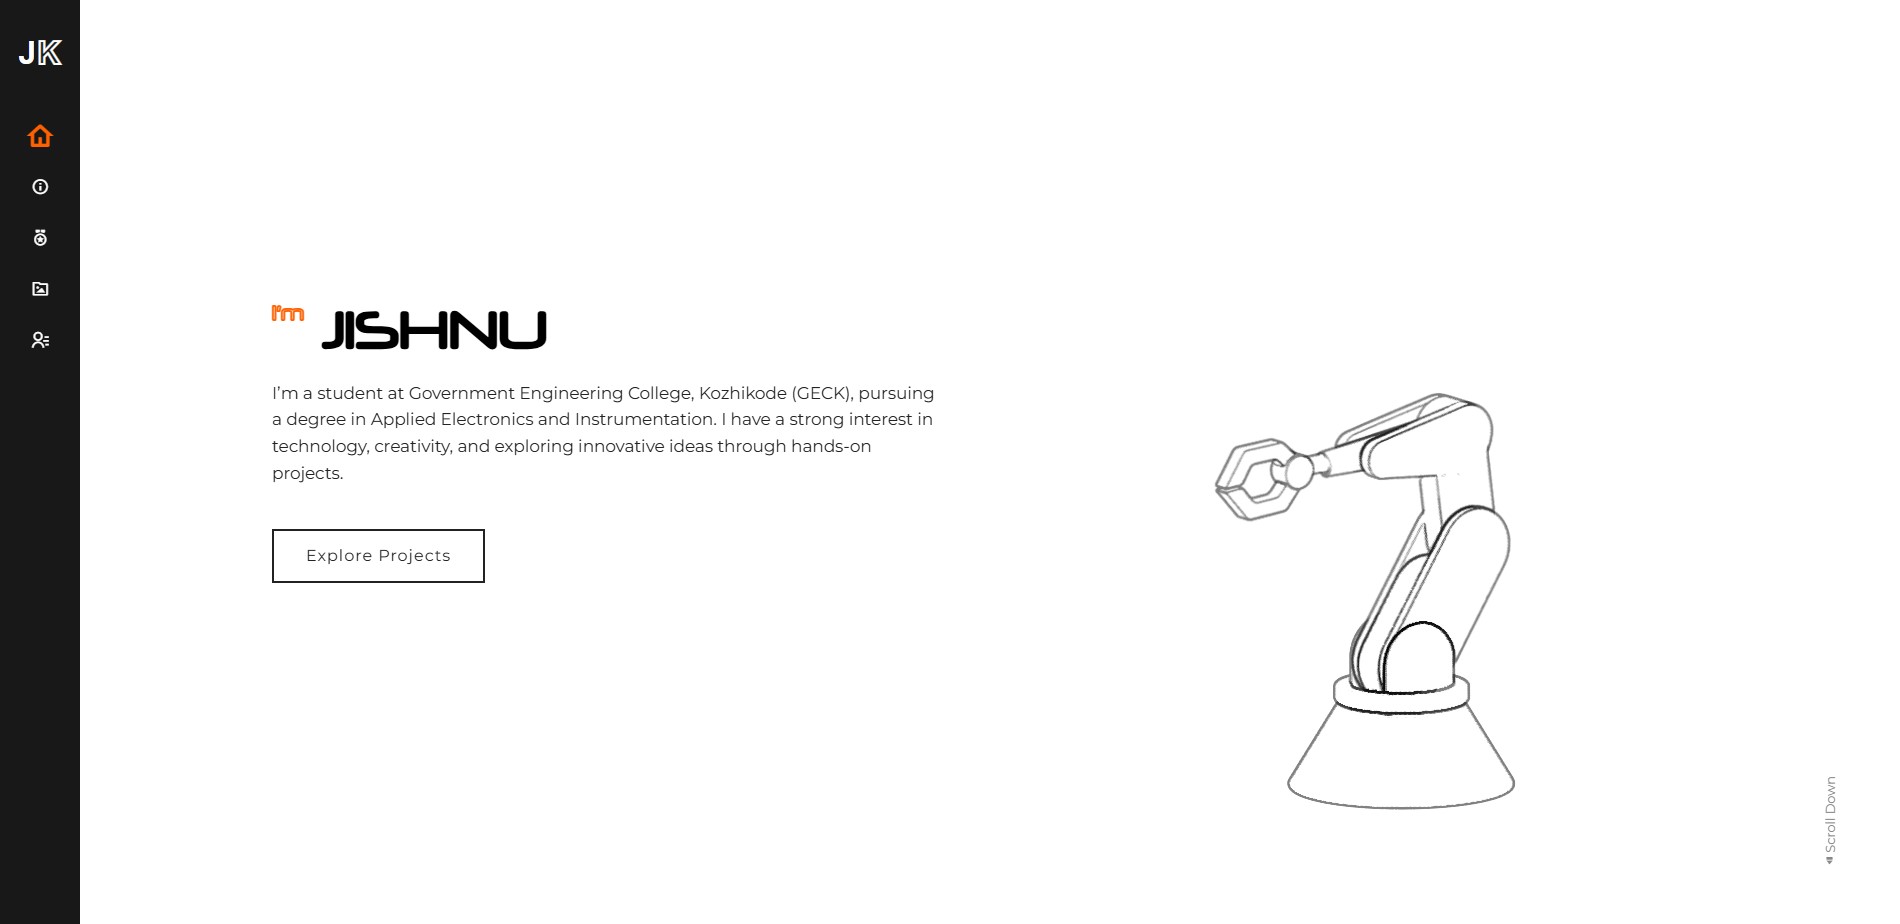 JK
I'm JISHNU
I'm a student at Government Engineering College, Kozhikode (GECK), pursuing
a degree in Applied Electronics and Instrumentation. I have a strong interest in
technology, creativity, and exploring innovative ideas through hands-on
projects.
Explore Projects
Scroll Down